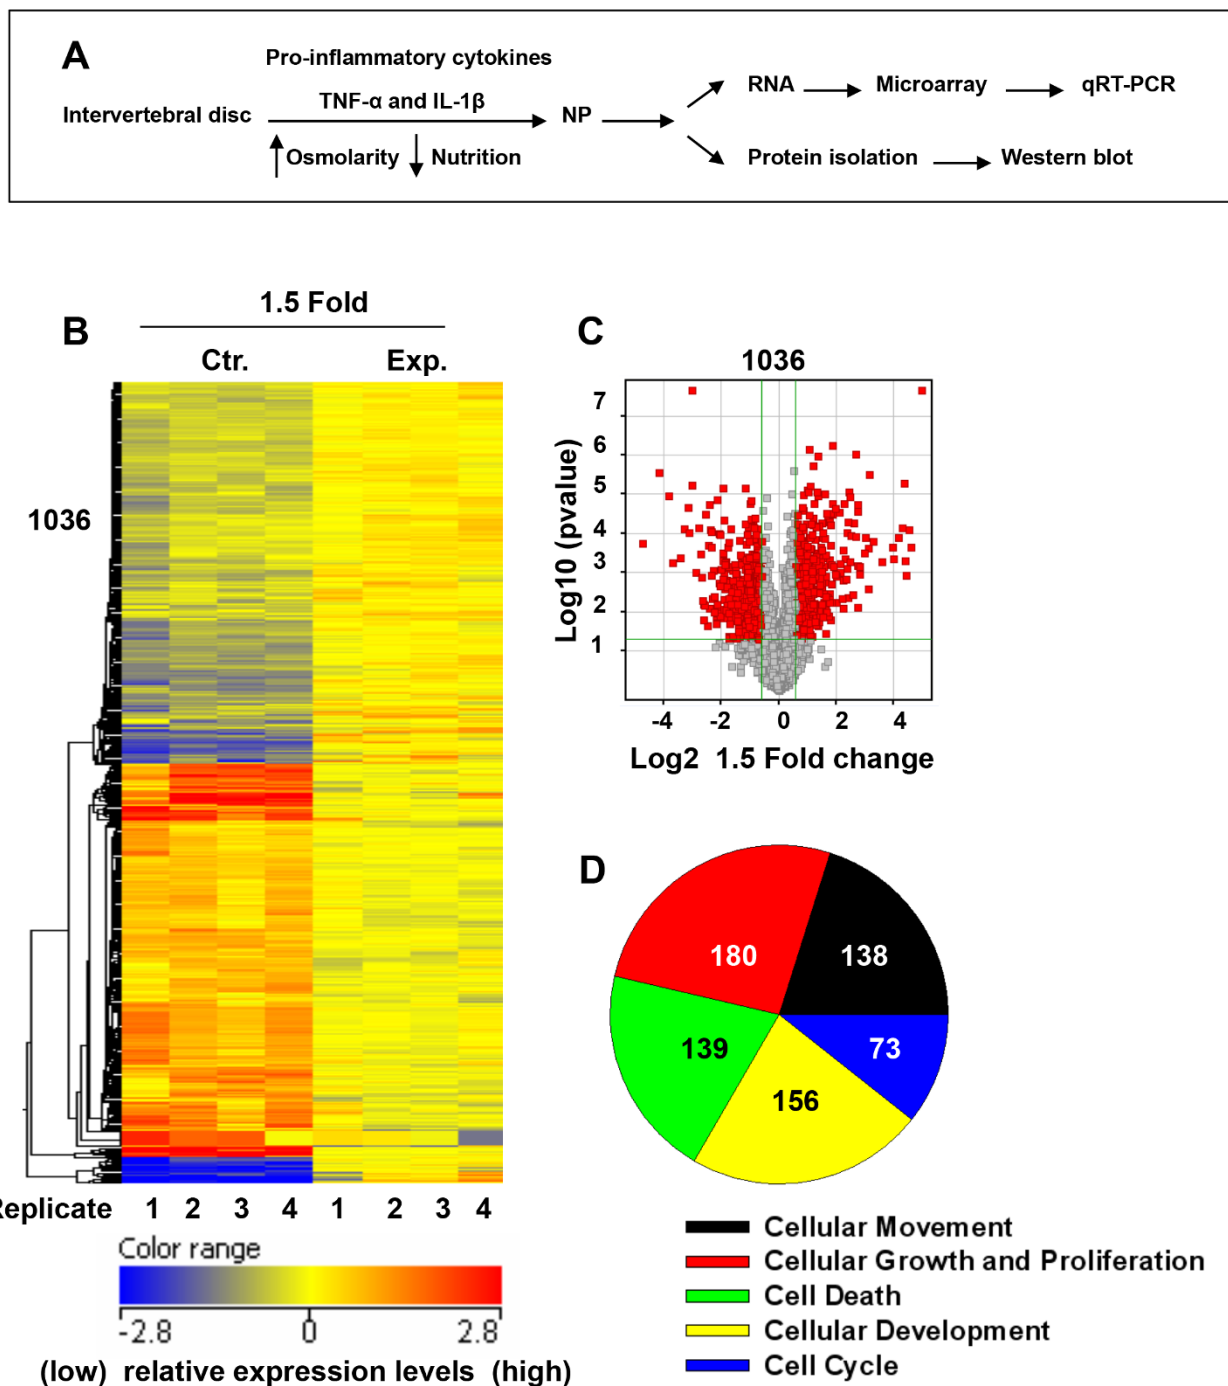 A
Pro-inflammatory cytokines
TNF-α and IL-1β
Intervertebral disc
NP
Osmolarity
Nutrition
RNA
Microarray
qRT-PCR
Protein isolation
Western blot
B
1.5 Fold
Ctr.
Exp.
1036
Replicate 1 2 3 4 1 2 3 4
Color range
-2.8 0 2.8
(low) relative expression levels (high)
C
1036
Log10 (pvalue)
7
6
5
4
3
2
1
-4 -2 0 2 4
Log2 1.5 Fold change
D
180
138
139
73
156
Cellular Movement
Cellular Growth and Proliferation
Cell Death
Cellular Development
Cell Cycle